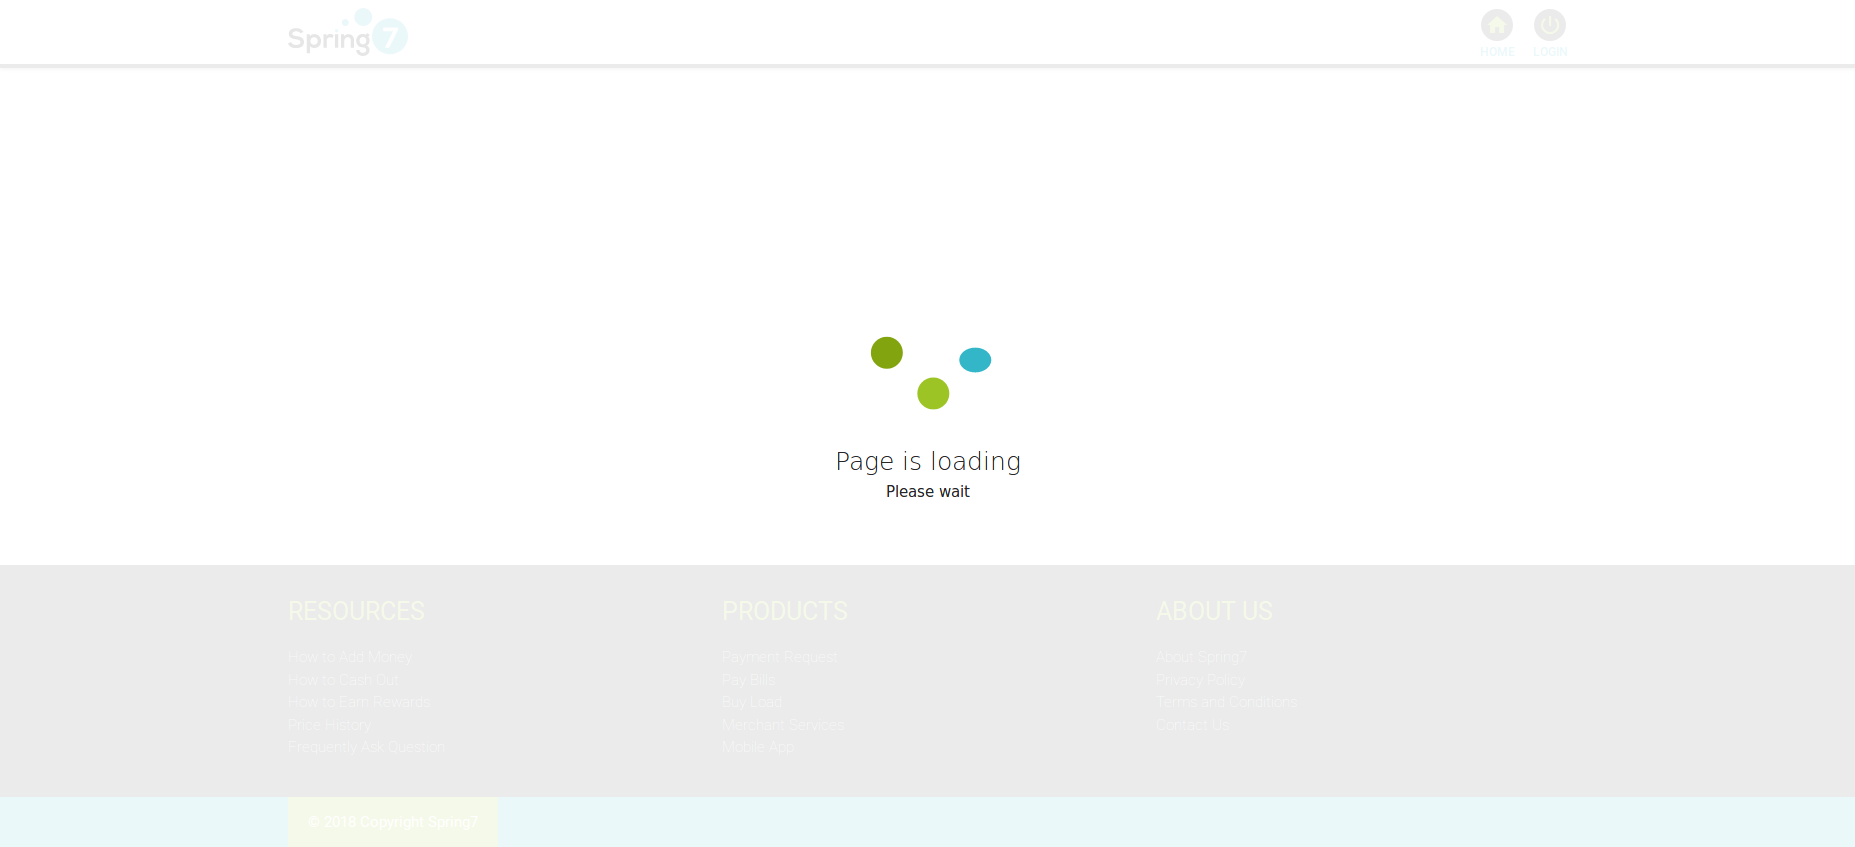 Spring7
HOME LOGIN
Page is loading
Please wait
RESOURCES
How to Add Money
How to Cash Out
How to Earn Rewards
Price History
Frequently Ask Question
PRODUCTS
Payment Request
Pay Bills
Buy Load
Merchant Services
Mobile App
ABOUT US
About Spring7
Privacy Policy
Terms and Conditions
Contact Us
© 2018 Copyright Spring7